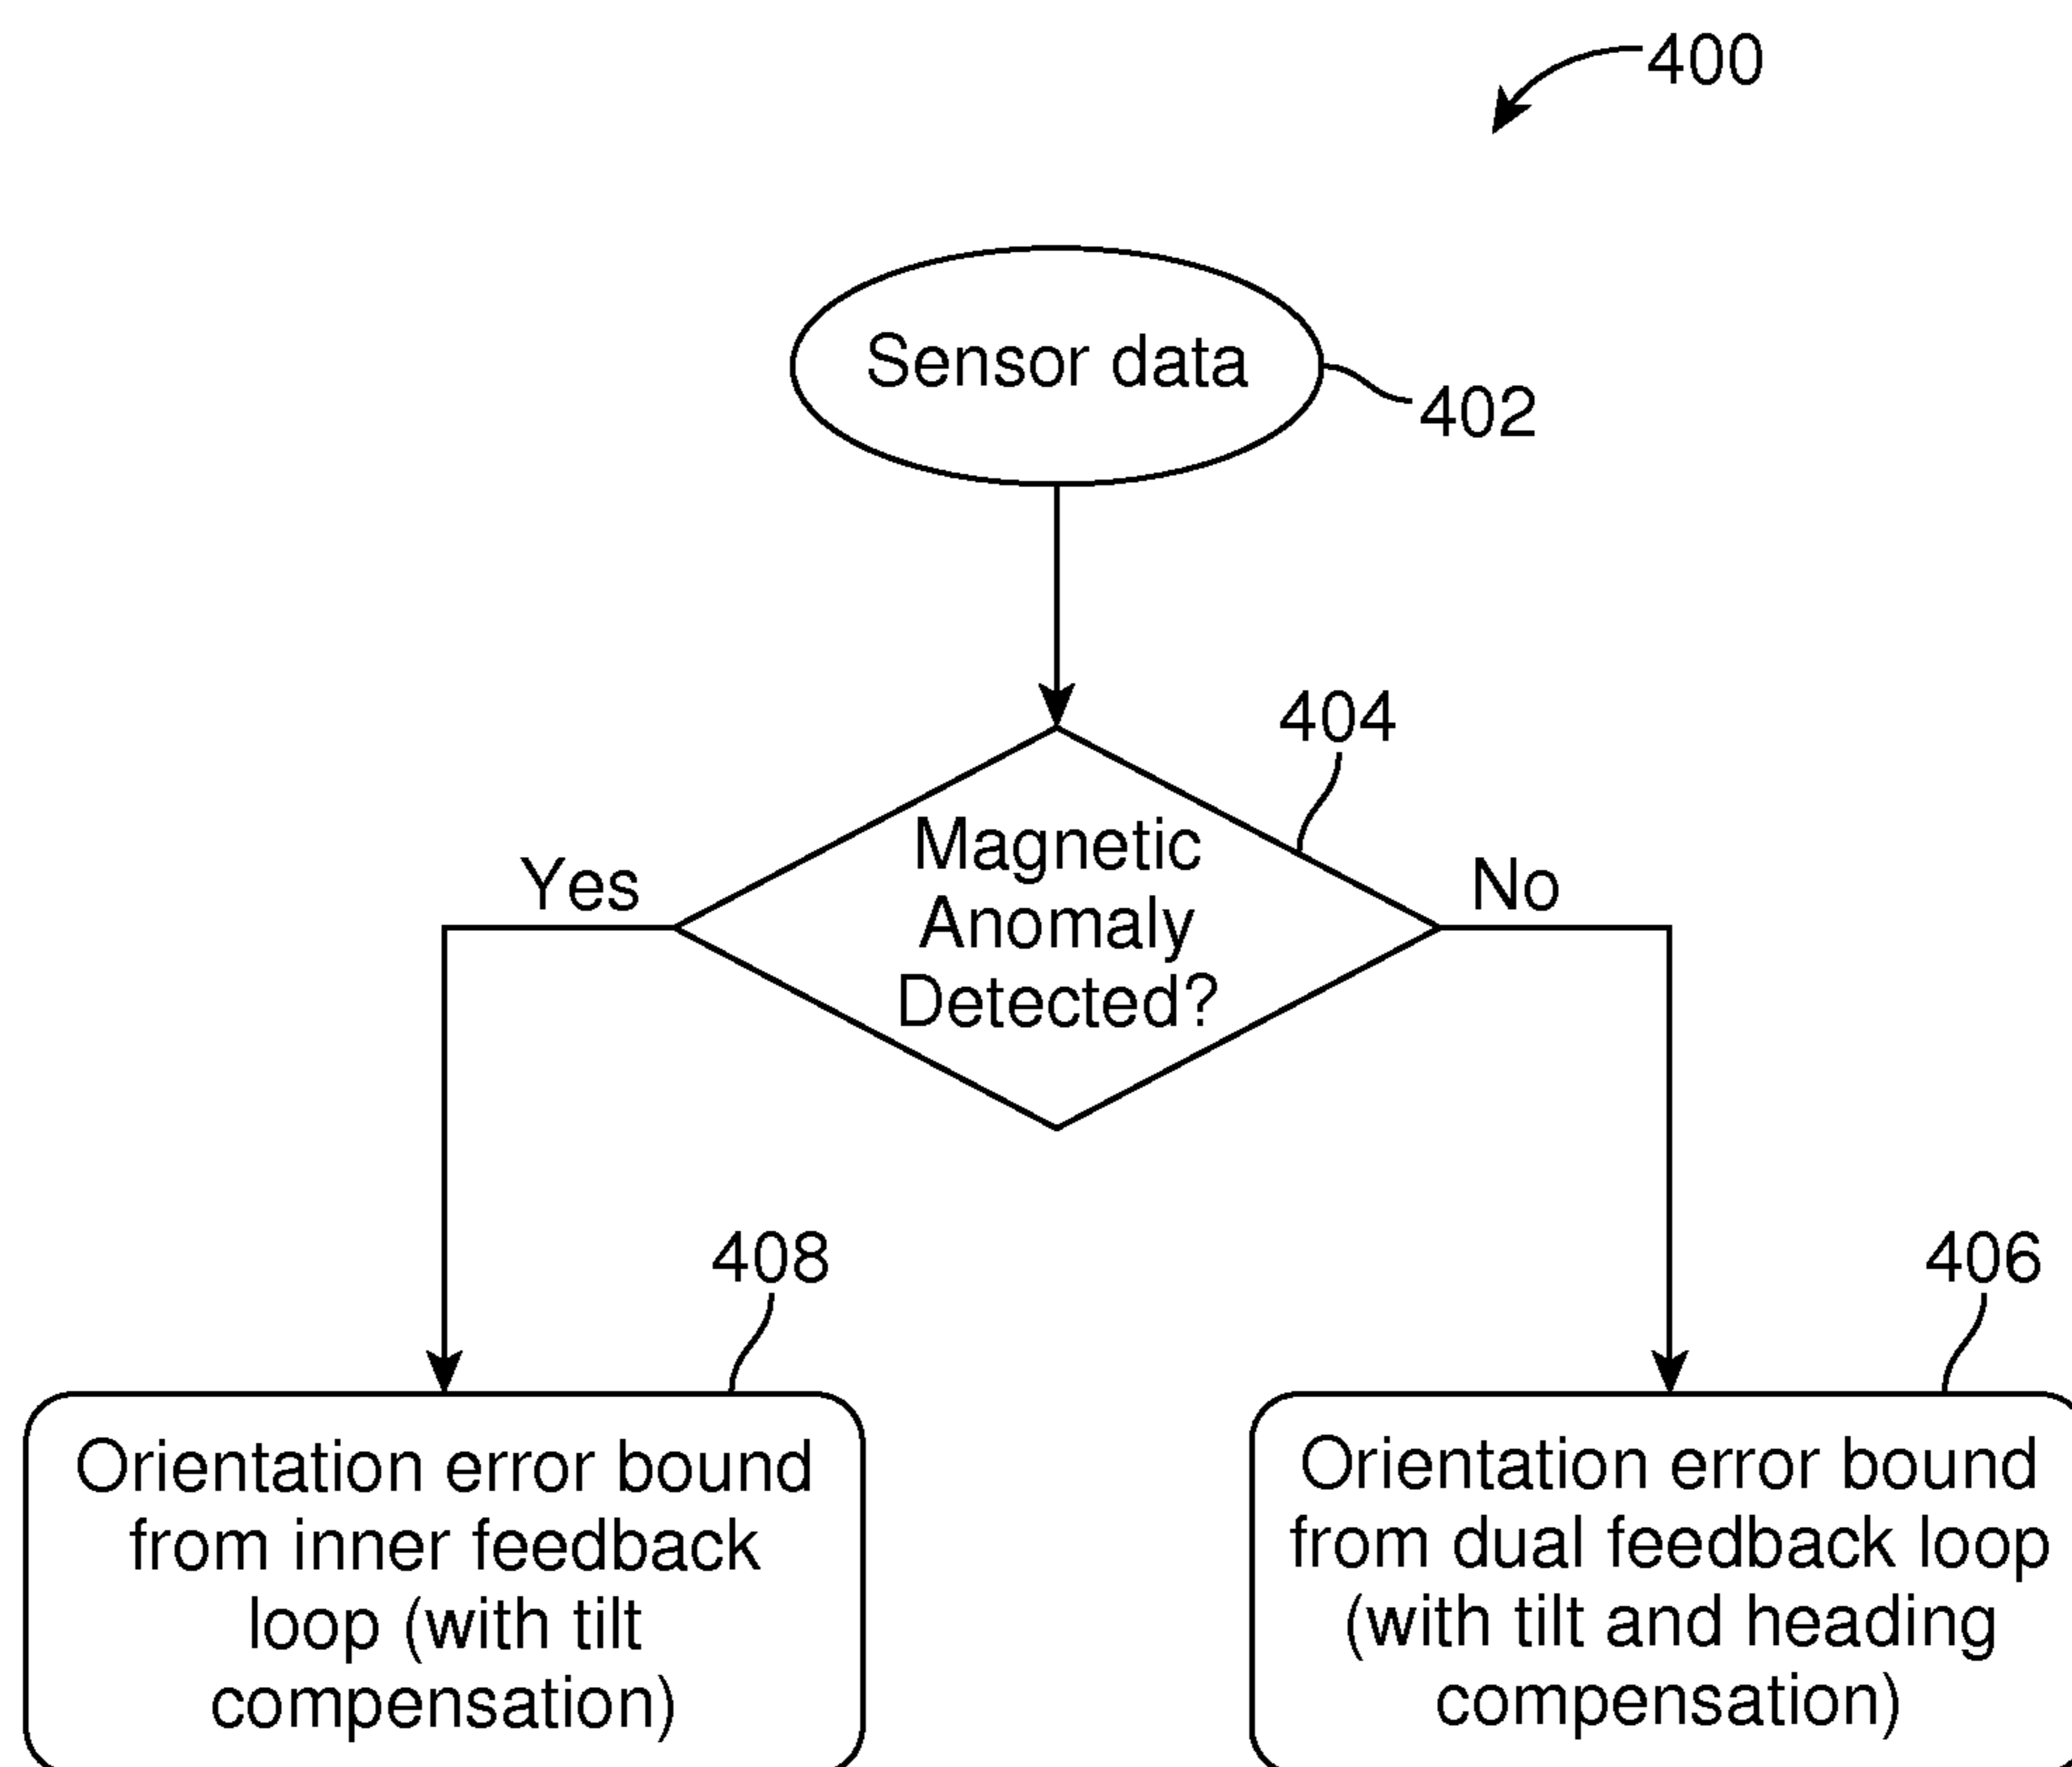 400
Sensor data
402
404
Magnetic
Anomaly
Detected?
Yes
No
408
Orientation error bound
from inner feedback
loop (with tilt
compensation)
406
Orientation error bound
from dual feedback loop
(with tilt and heading
compensation)